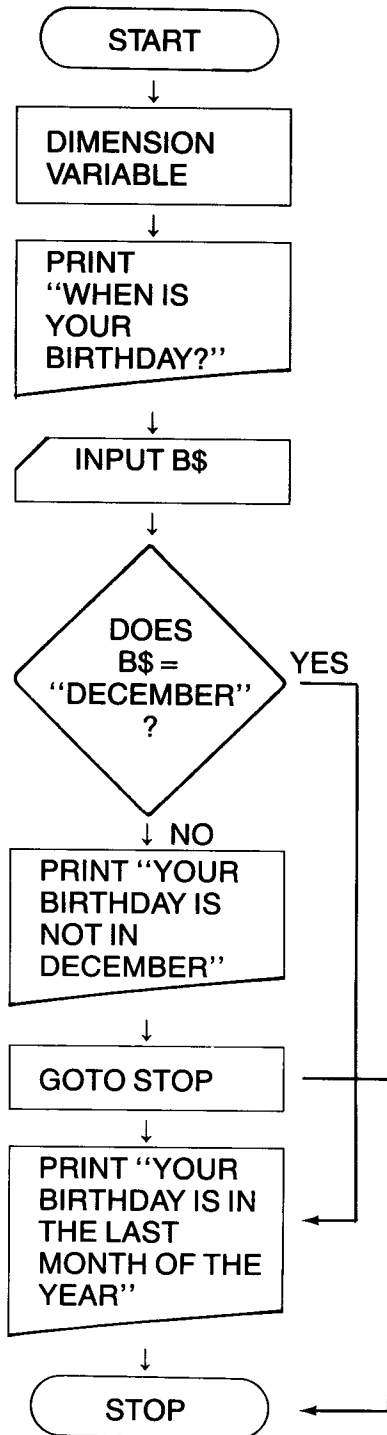 START
DIMENSION
VARIABLE
PRINT
“WHEN IS
YOUR
BIRTHDAY?”
INPUT B$
DOES
B$ =
“DECEMBER”
?
YES
NO
PRINT “YOUR
BIRTHDAY IS
NOT IN
DECEMBER”
GOTO STOP
PRINT “YOUR
BIRTHDAY IS IN
THE LAST
MONTH OF THE
YEAR”
STOP